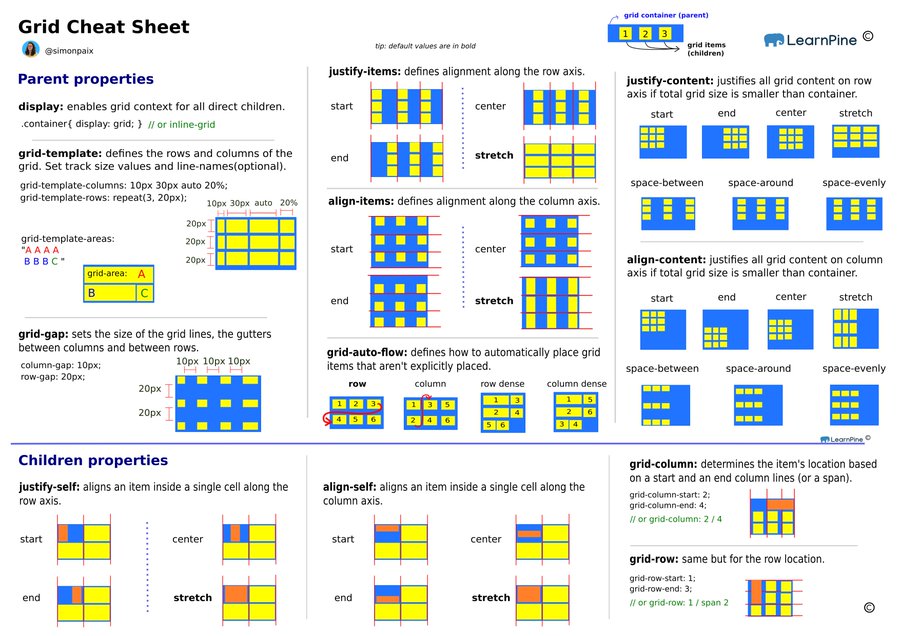 Grid Cheat Sheet
@simonpaix
tip: default values are in bold
grid container (parent)
1 2 3
grid items
(children)
LearnPine ©
Parent properties
display: enables grid context for all direct children.
.container{ display: grid; } // or inline-grid
grid-template: defines the rows and columns of the
grid. Set track size values and line-names(optional).
grid-template-columns: 10px 30px auto 20%;
grid-template-rows: repeat(3, 20px);
10px 30px auto 20%
20px
20px
20px
grid-template-areas:
"A A A A
B B B C "
grid-area: A
B C
grid-gap: sets the size of the grid lines, the gutters
between columns and between rows.
column-gap: 10px;
row-gap: 20px;
10px 10px 10px
20px
20px
justify-items: defines alignment along the row axis.
start
center
end
stretch
align-items: defines alignment along the column axis.
start
center
end
stretch
grid-auto-flow: defines how to automatically place grid
items that aren't explicitly placed.
row column row dense column dense
1 2 3
4 5 6
1 3 5
2 4 6
1 3
2 4
5 6
1 5
2 6
3 4
justify-content: justifies all grid content on row
axis if total grid size is smaller than container.
start end center stretch
space-between space-around space-evenly
align-content: justifies all grid content on column
axis if total grid size is smaller than container.
start end center stretch
space-between space-around space-evenly
LearnPine ©
Children properties
justify-self: aligns an item inside a single cell along the
row axis.
start
center
end
stretch
align-self: aligns an item inside a single cell along the
column axis.
start
center
end
stretch
grid-column: determines the item's location based
on a start and an end column lines (or a span).
grid-column-start: 2;
grid-column-end: 4;
// or grid-column: 2 / 4
grid-row: same but for the row location.
grid-row-start: 1;
grid-row-end: 3;
// or grid-row: 1 / span 2
©